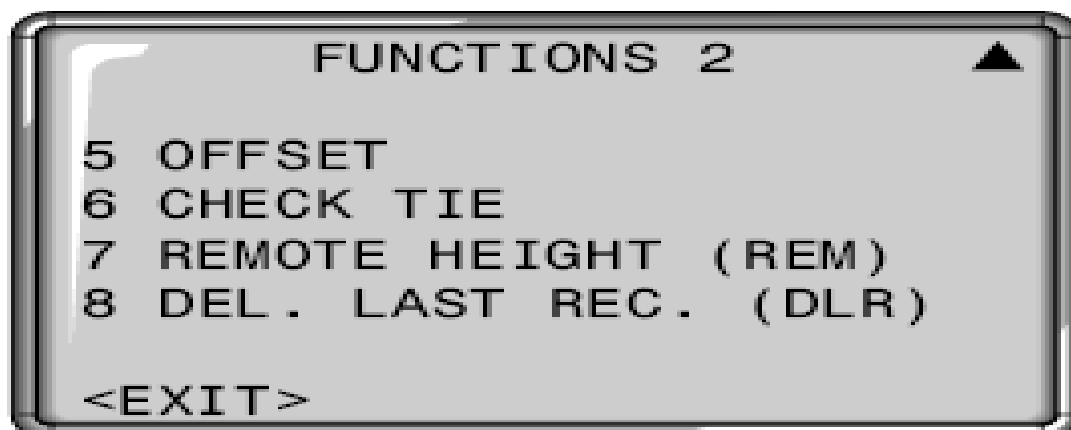 FUNCTIONS 2 ▲
5 OFFSET
6 CHECK TIE
7 REMOTE HEIGHT (REM)
8 DEL. LAST REC. (DLR)
<EXIT>